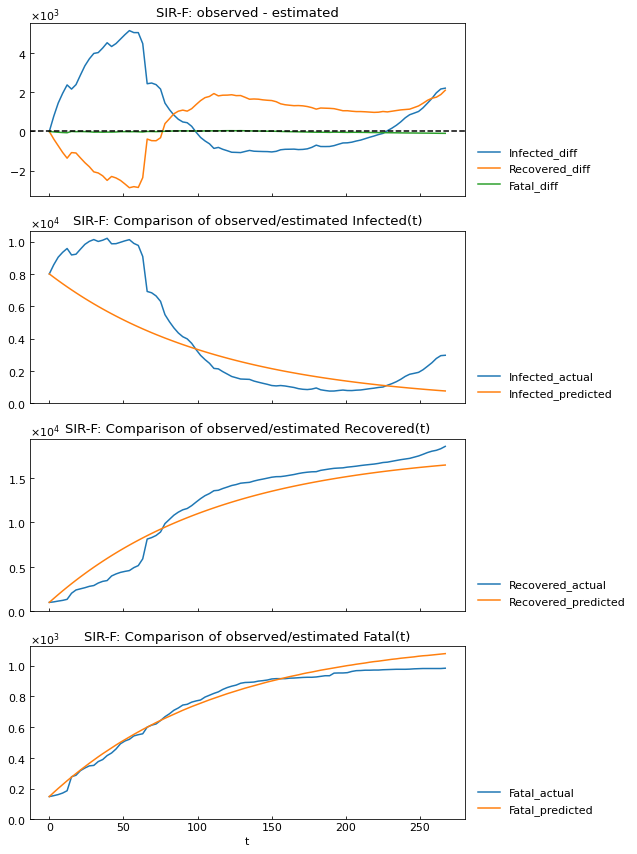 SIR-F: observed - estimated
×10³
4
2
0
−2
Infected_diff
Recovered_diff
Fatal_diff
SIR-F: Comparison of observed/estimated Infected(t)
×10⁴
1.0
0.8
0.6
0.4
0.2
0.0
Infected_actual
Infected_predicted
SIR-F: Comparison of observed/estimated Recovered(t)
×10⁴
1.5
1.0
0.5
0.0
Recovered_actual
Recovered_predicted
SIR-F: Comparison of observed/estimated Fatal(t)
×10³
1.0
0.8
0.6
0.4
0.2
0.0
Fatal_actual
Fatal_predicted
0 50 100 150 200 250
t